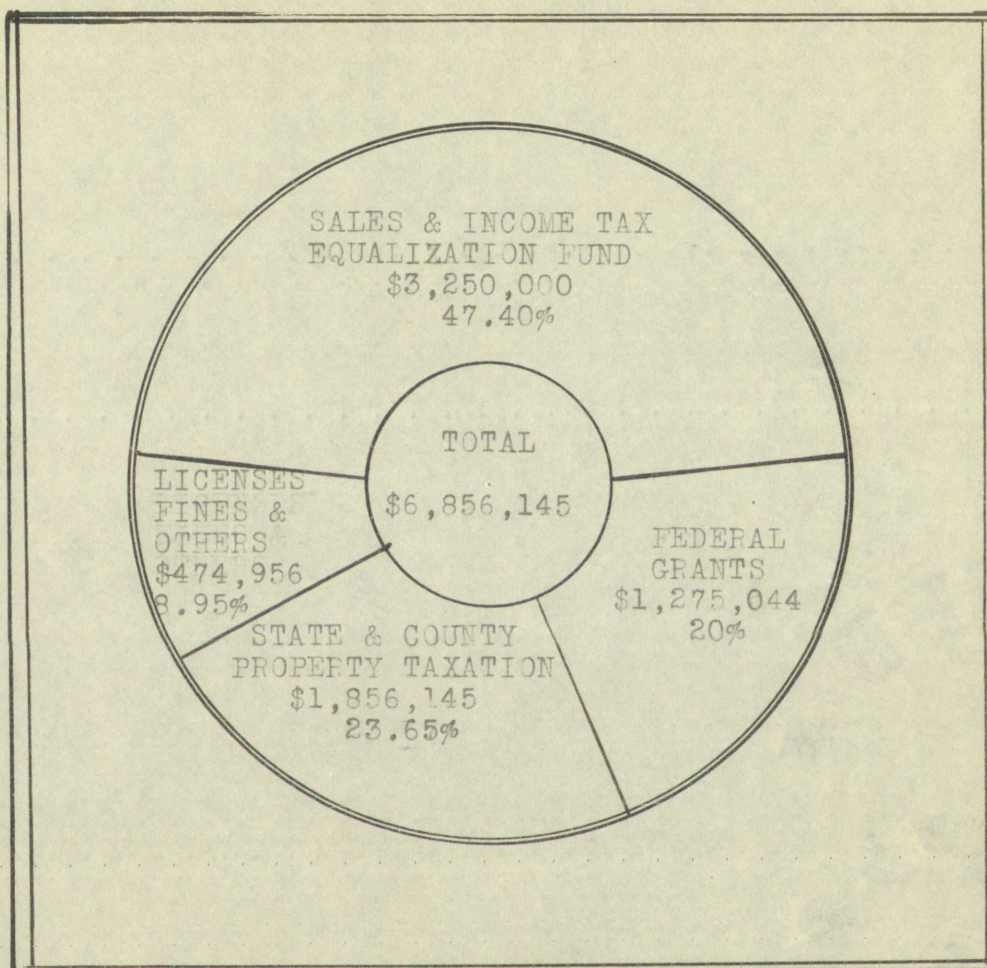 SALES & INCOME TAX
EQUALIZATION FUND
$3,250,000
47.40%
TOTAL
$6,856,145
LICENSES
FINES &
OTHERS
$474,956
8.95%
FEDERAL
GRANTS
$1,275,044
20%
STATE & COUNTY
PROPERTY TAXATION
$1,856,145
23.65%